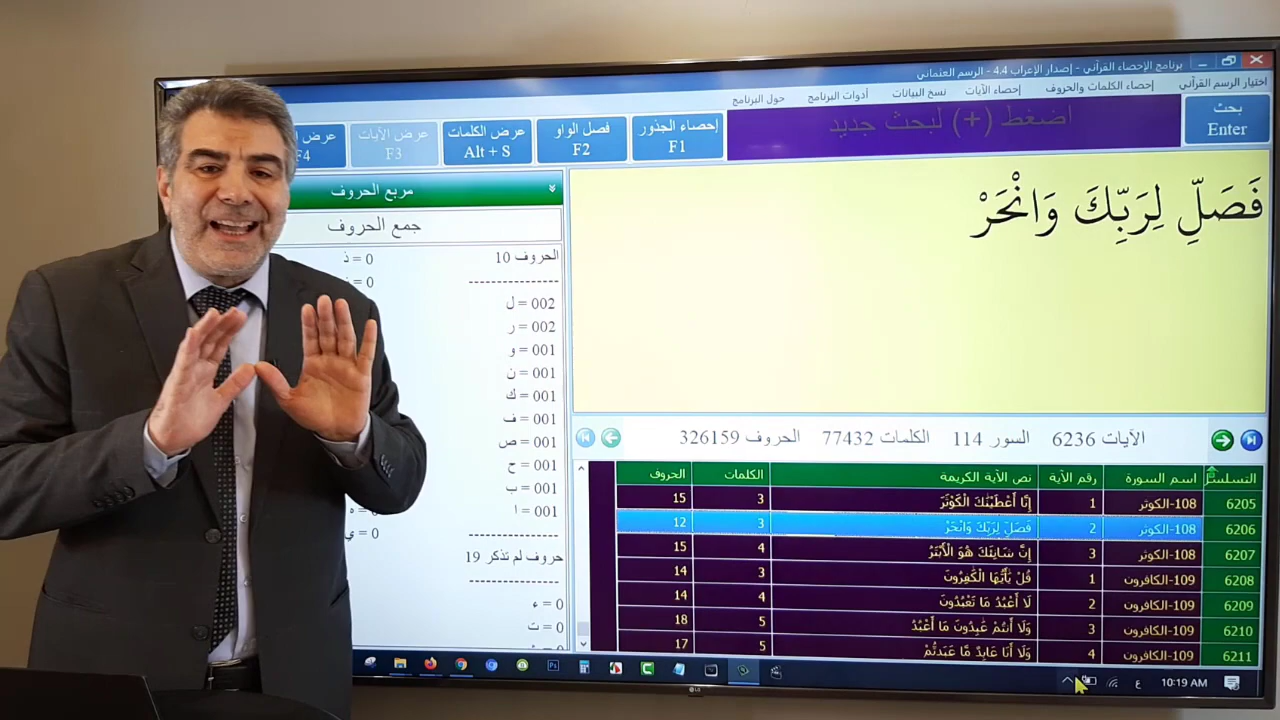 برنامج الإحصاء القرآني - إصدار الإعراب 4.4 - الرسم العثماني
اختيار الرسم القرآني إحصاء الكلمات والحروف إحصاء الآيات نسخ البيانات أدوات البرنامج حول البرنامج
بحث
Enter
اضغط (+) لبحث جديد
إحصاء الجذور
F1
فصل الواو
F2
عرض الكلمات
Alt + S
عرض الآيات
F3
عرض
F4
فَصَلِّ لِرَبِّكَ وَانْحَرْ
مربع الحروف
جمع الحروف
الحروف 10
ل = 002
ر = 002
و = 001
ن = 001
ك = 001
ف = 001
ص = 001
ح = 001
ب = 001
ا = 001
حروف لم تذكر 19
ء = 0
ت = 0
ذ = 0
ه = 0
ي = 0
الآيات 6236 السور 114 الكلمات 77432 الحروف 326159
التسلسل اسم السورة رقم الآية نص الآية الكريمة الكلمات الحروف
6205 108-الكوثر 1 إِنَّا أَعْطَيْنَٰكَ الْكَوْثَرَ 3 15
6206 108-الكوثر 2 فَصَلِّ لِرَبِّكَ وَانْحَرْ 3 12
6207 108-الكوثر 3 إِنَّ شَانِئَكَ هُوَ الْأَبْتَرُ 4 15
6208 109-الكافرون 1 قُلْ يَٰأَيُّهَا الْكَٰفِرُونَ 3 14
6209 109-الكافرون 2 لَا أَعْبُدُ مَا تَعْبُدُونَ 4 14
6210 109-الكافرون 3 وَلَا أَنتُمْ عَٰبِدُونَ مَا أَعْبُدُ 5 18
6211 109-الكافرون 4 وَلَا أَنَا عَابِدٌ مَّا عَبَدتُّمْ 5 17
ع 10:19 AM
LG